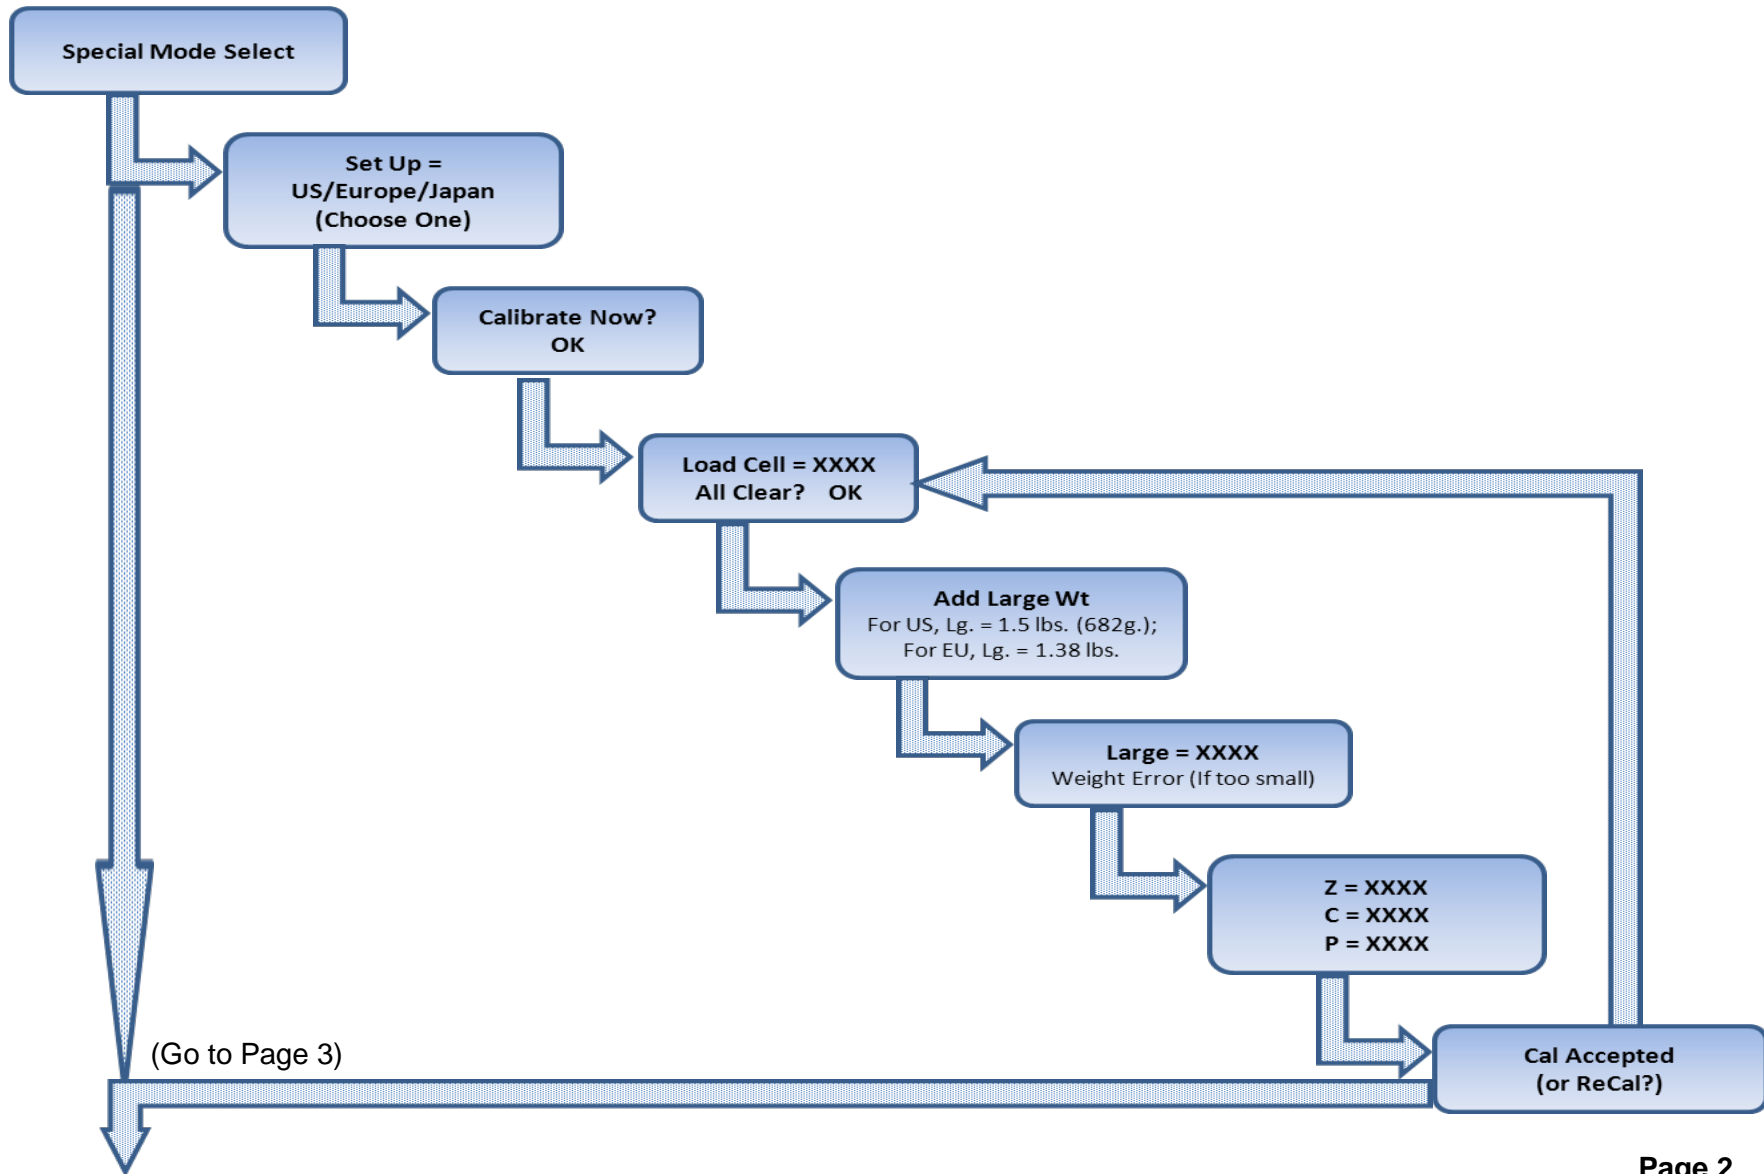 Special Mode Select
Set Up =
US/Europe/Japan
(Choose One)
Calibrate Now?
OK
Load Cell = XXXX
All Clear? OK
Add Large Wt
For US, Lg. = 1.5 lbs. (682g.);
For EU, Lg. = 1.38 lbs.
Large = XXXX
Weight Error (If too small)
Z = XXXX
C = XXXX
P = XXXX
(Go to Page 3)
Cal Accepted
(or ReCal?)
Page 2